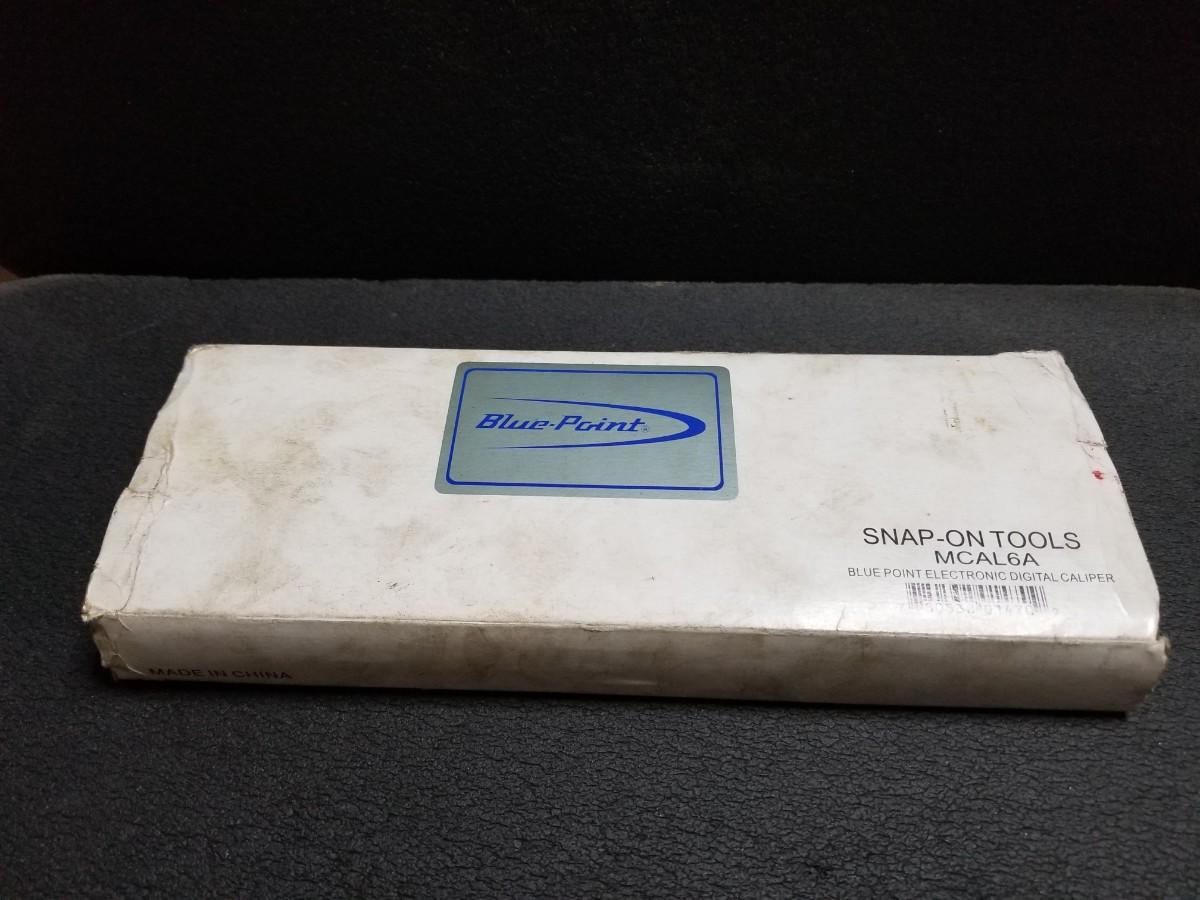 Blue-Point®
SNAP-ON TOOLS
MCAL6A
BLUE POINT ELECTRONIC DIGITAL CALIPER
MADE IN CHINA